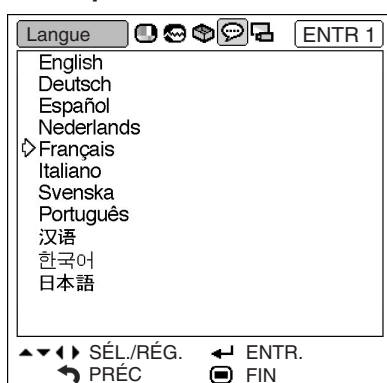 Langue ENTR 1
English
Deutsch
Español
Nederlands
Français
Italiano
Svenska
Português
汉语
한국어
日本語
SÉL./RÉG. ENTR.
PRÉC FIN